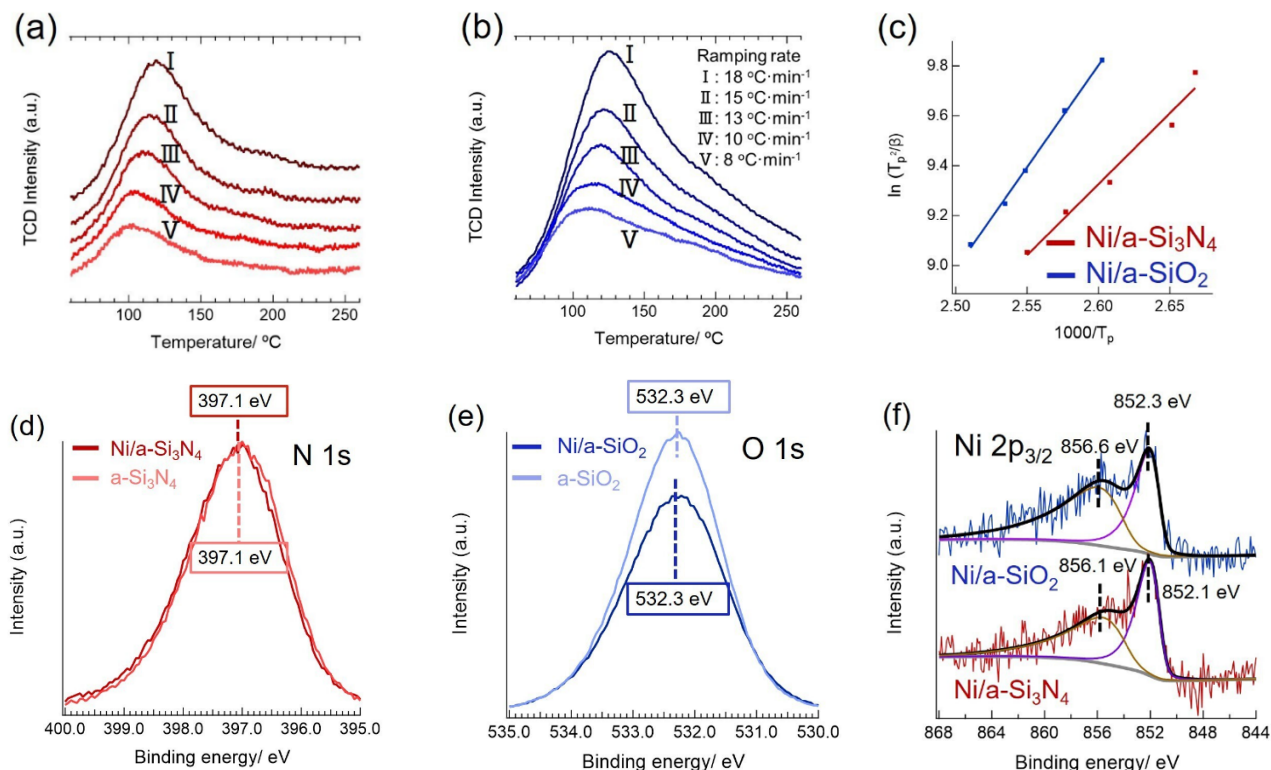 (a)
TCD Intensity (a.u.)
I
II
III
IV
V
100
150
200
250
Temperature/ ºC
(b)
TCD Intensity (a.u.)
I
II
III
IV
V
Ramping rate
I : 18 ºC·min⁻¹
II : 15 ºC·min⁻¹
III : 13 ºC·min⁻¹
IV : 10 ºC·min⁻¹
V : 8 ºC·min⁻¹
100
150
200
250
Temperature/ ºC
(c)
ln (Tₚ²/β)
9.8
9.6
9.4
9.2
9.0
Ni/a-Si₃N₄
Ni/a-SiO₂
2.50
2.55
2.60
2.65
1000/Tₚ
(d)
397.1 eV
Ni/a-Si₃N₄
a-Si₃N₄
N 1s
397.1 eV
Intensity (a.u.)
400.0
399.0
398.0
397.0
396.0
395.0
Binding energy/ eV
(e)
532.3 eV
Ni/a-SiO₂
a-SiO₂
O 1s
532.3 eV
Intensity (a.u.)
535.0
534.0
533.0
532.0
531.0
530.0
Binding energy/ eV
(f)
Ni 2p₃/₂
852.3 eV
856.6 eV
Ni/a-SiO₂
856.1 eV
852.1 eV
Ni/a-Si₃N₄
Intensity (a.u.)
868
864
860
856
852
848
844
Binding energy/ eV